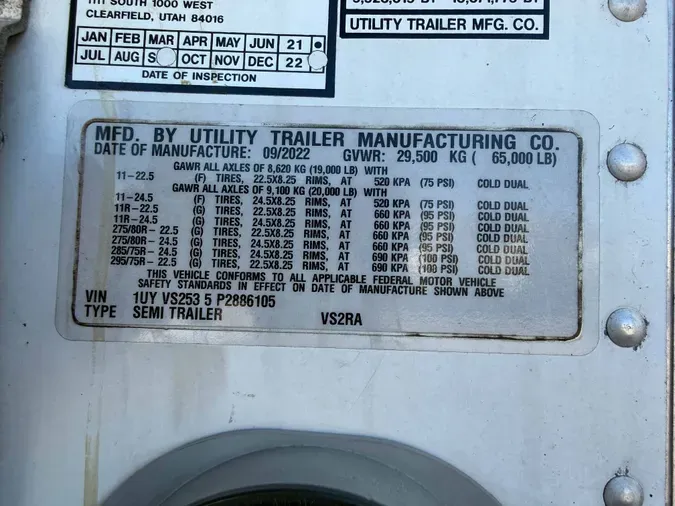 1111 SOUTH 1000 WEST
CLEARFIELD, UTAH 84016
JAN FEB MAR APR MAY JUN 21
JUL AUG OCT NOV DEC 22
DATE OF INSPECTION
UTILITY TRAILER MFG. CO.
MFD. BY UTILITY TRAILER MANUFACTURING CO.
DATE OF MANUFACTURE: 09/2022 GVWR: 29,500 KG ( 65,000 LB)
GAWR ALL AXLES OF 8,620 KG (19,000 LB) WITH
11-22.5 (F) TIRES, 22.5X8.25 RIMS, AT 520 KPA (75 PSI) COLD DUAL
GAWR ALL AXLES OF 9,100 KG (20,000 LB) WITH
11-24.5 (F) TIRES, 24.5X8.25 RIMS, AT 520 KPA (75 PSI) COLD DUAL
11R-22.5 (G) TIRES, 22.5X8.25 RIMS, AT 660 KPA (95 PSI) COLD DUAL
11R-24.5 (G) TIRES, 24.5X8.25 RIMS, AT 660 KPA (95 PSI) COLD DUAL
275/80R-22.5 (G) TIRES, 22.5X8.25 RIMS, AT 660 KPA (95 PSI) COLD DUAL
275/80R-24.5 (G) TIRES, 24.5X8.25 RIMS, AT 660 KPA (95 PSI) COLD DUAL
285/75R-24.5 (G) TIRES, 24.5X8.25 RIMS, AT 690 KPA (100 PSI) COLD DUAL
295/75R-22.5 (G) TIRES, 22.5X8.25 RIMS, AT 690 KPA (100 PSI) COLD DUAL
THIS VEHICLE CONFORMS TO ALL APPLICABLE FEDERAL MOTOR VEHICLE
SAFETY STANDARDS IN EFFECT ON DATE OF MANUFACTURE SHOWN ABOVE
VIN 1UY VS253 5 P2886105
TYPE SEMI TRAILER VS2RA